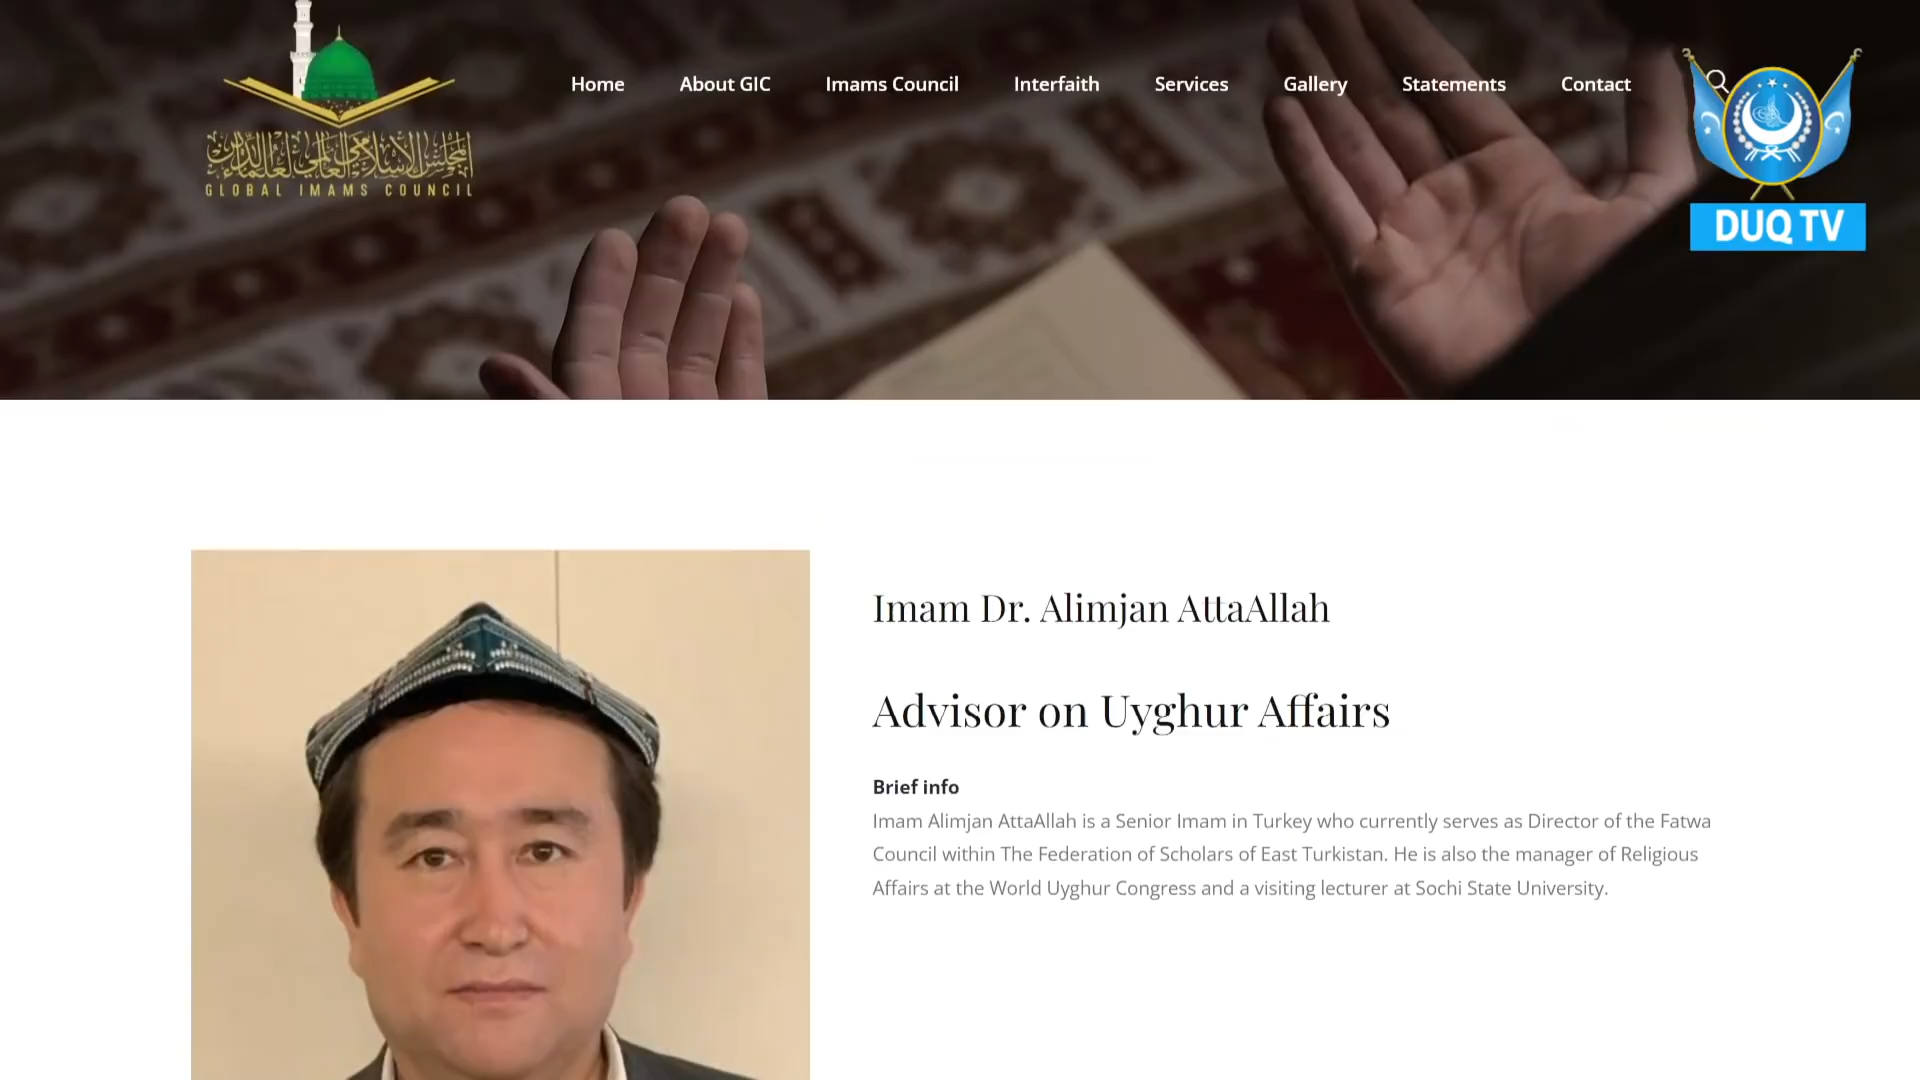 Home
About GIC
Imams Council
Interfaith
Services
Gallery
Statements
Contact
GLOBAL IMAMS COUNCIL
DUQ TV
Imam Dr. Alimjan AttaAllah
Advisor on Uyghur Affairs
Brief info
Imam Alimjan AttaAllah is a Senior Imam in Turkey who currently serves as Director of the Fatwa
Council within The Federation of Scholars of East Turkistan. He is also the manager of Religious
Affairs at the World Uyghur Congress and a visiting lecturer at Sochi State University.